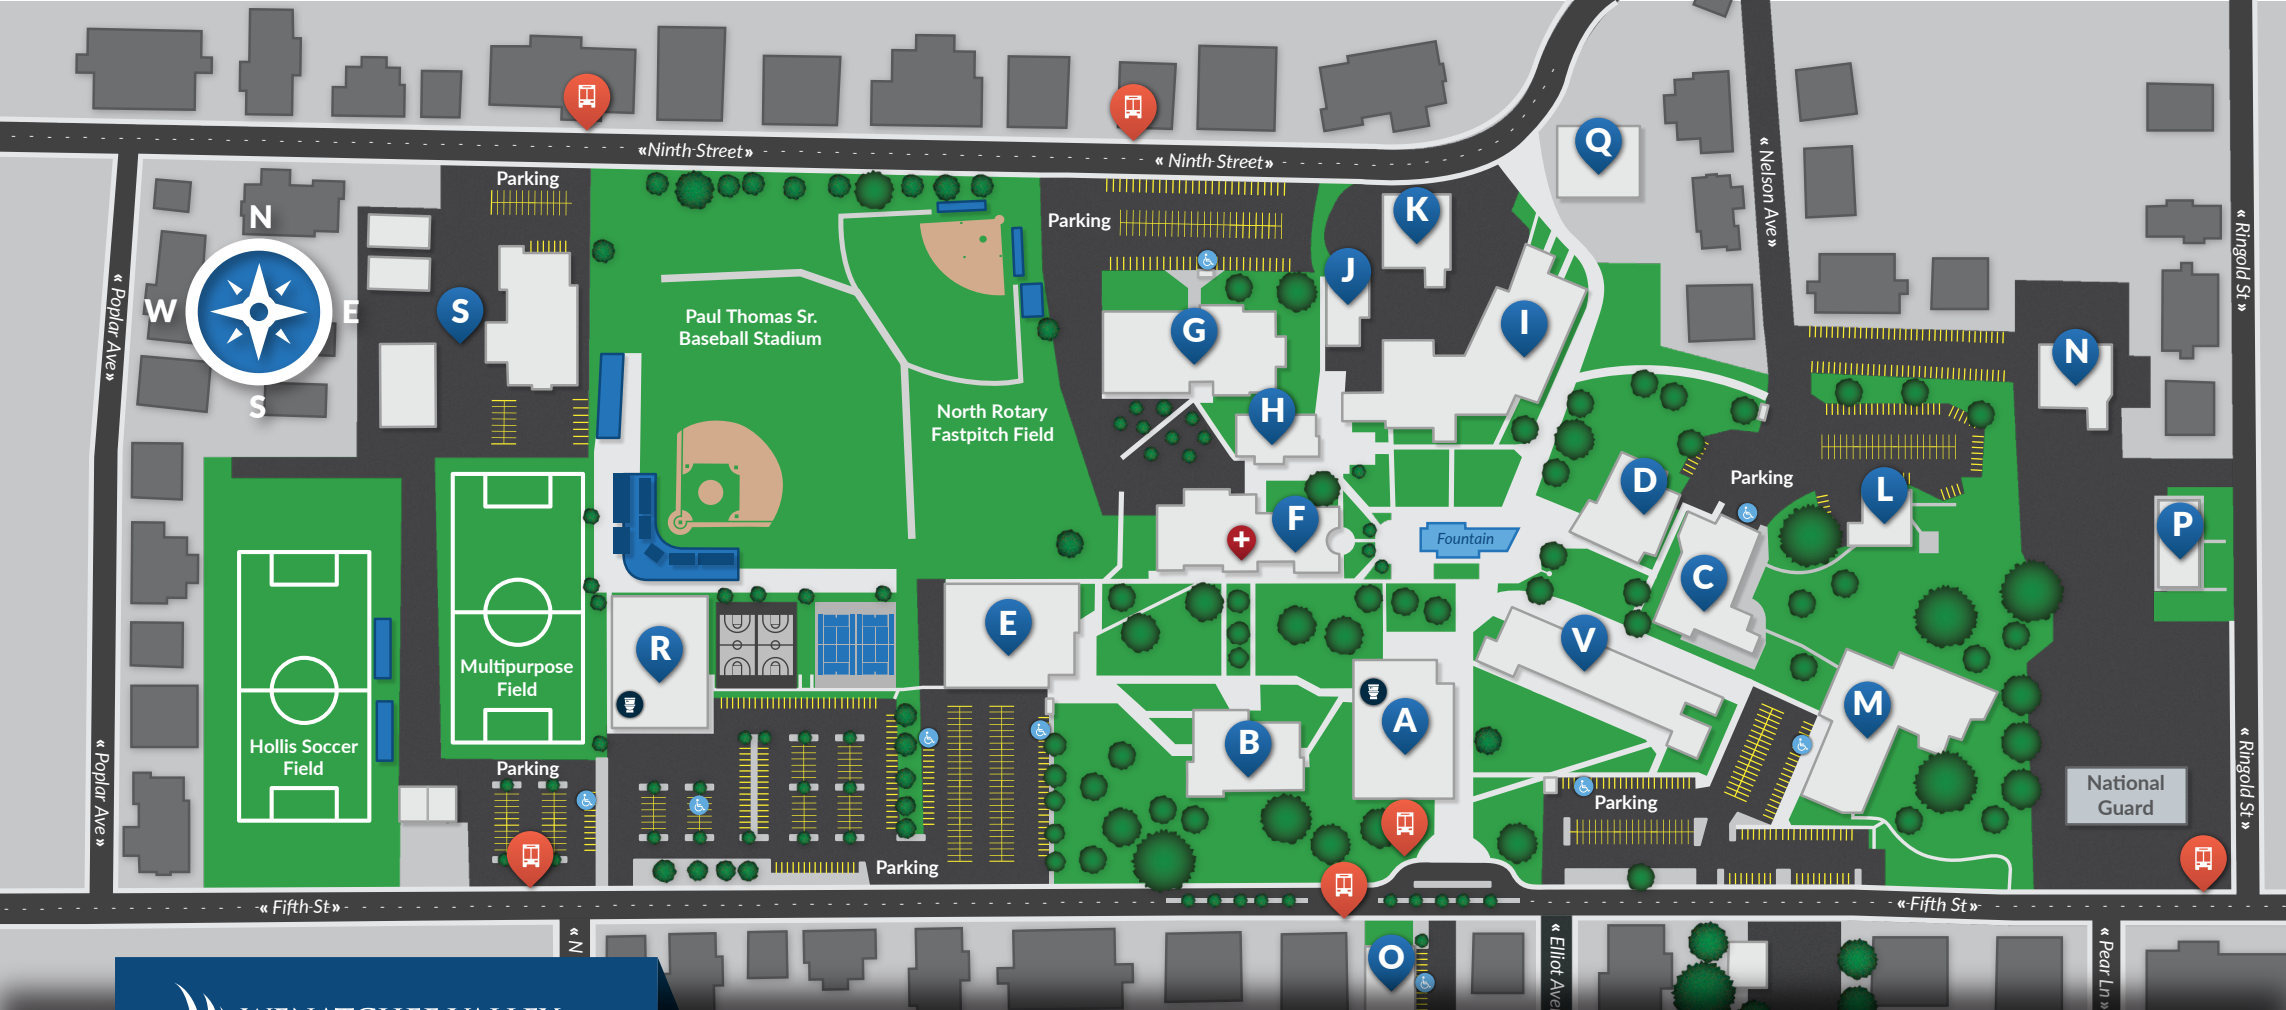 «Ninth Street»
« Ninth Street»
Parking
Parking
N
W
E
S
S
« Poplar Ave »
Paul Thomas Sr.
Baseball Stadium
North Rotary
Fastpitch Field
Q
K
J
I
G
H
« Nelson Ave»
« Ringold St »
N
D
Parking
L
P
F
Fountain
C
E
R
V
Multipurpose
Field
Hollis Soccer
Field
B
A
M
« Poplar Ave »
Parking
Parking
Parking
National
Guard
« Ringold St »
« Fifth St»
« Fifth St»
« N
O
« Elliot Ave
« Pear Ln »
WENATCHEE VALLEY